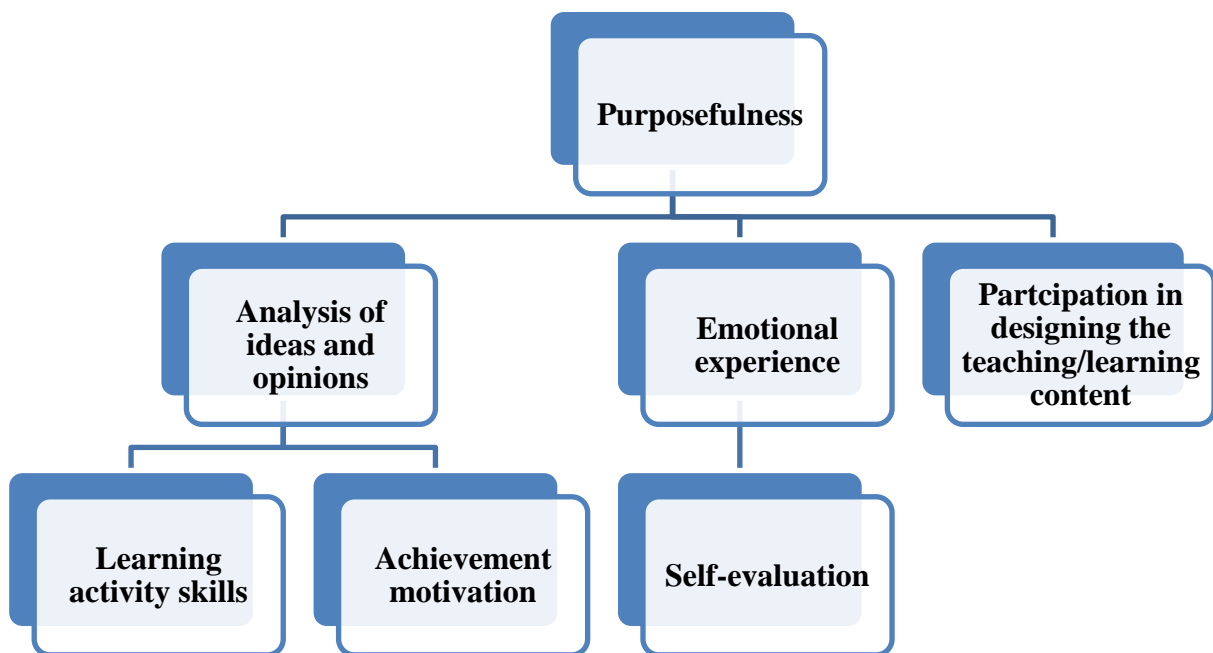 Purposefulness
Analysis of
ideas and
opinions
Emotional
experience
Partcipation in
designing the
teaching/learning
content
Learning
activity skills
Achievement
motivation
Self-evaluation